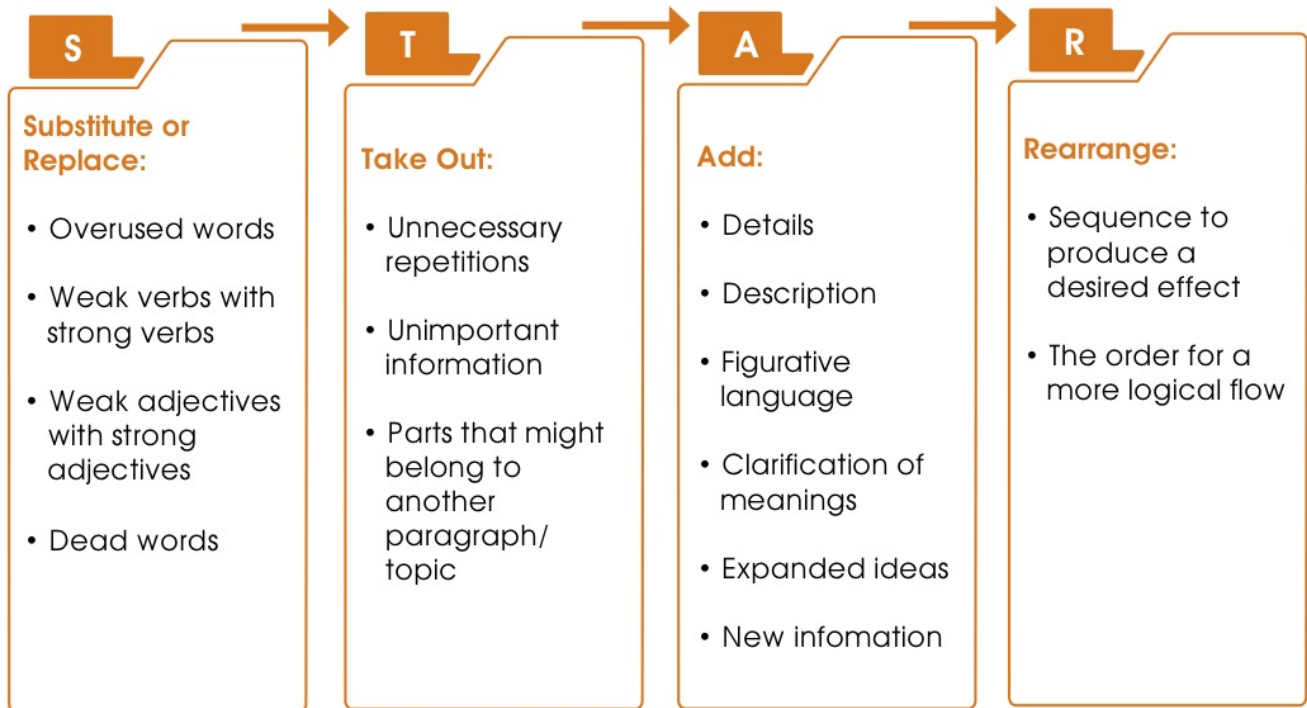 S
Substitute or
Replace:
• Overused words
• Weak verbs with
strong verbs
• Weak adjectives
with strong
adjectives
• Dead words
T
Take Out:
• Unnecessary
repetitions
• Unimportant
information
• Parts that might
belong to
another
paragraph/
topic
A
Add:
• Details
• Description
• Figurative
language
• Clarification of
meanings
• Expanded ideas
• New infomation
R
Rearrange:
• Sequence to
produce a
desired effect
• The order for a
more logical flow